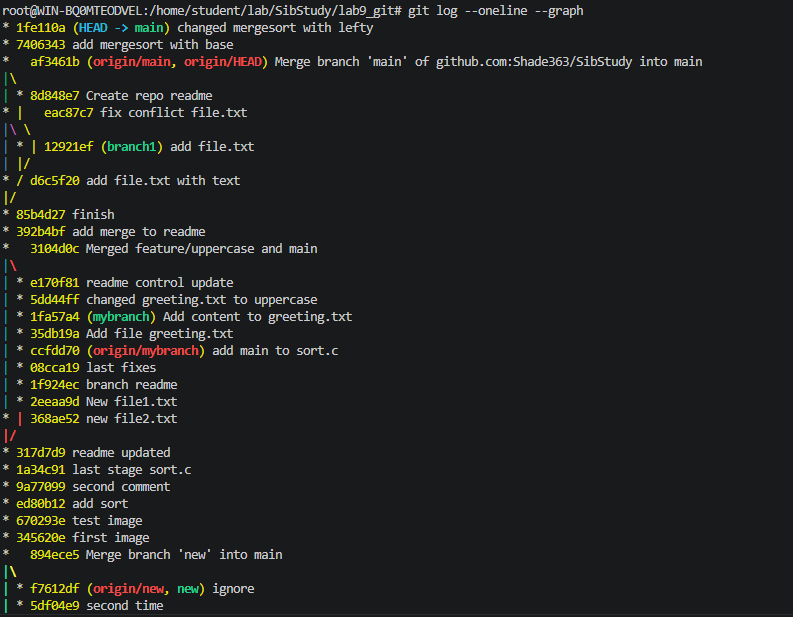 root@WIN-BQ0MTEODVEL:/home/student/lab/SibStudy/lab9_git# git log --oneline --graph
* 1fe110a (HEAD -> main) changed mergesort with lefty
* 7406343 add mergesort with base
*   af3461b (origin/main, origin/HEAD) Merge branch 'main' of github.com:Shade363/SibStudy into main
|\
| * 8d848e7 Create repo readme
* |   eac87c7 fix conflict file.txt
|\ \
| * | 12921ef (branch1) add file.txt
| |/
* / d6c5f20 add file.txt with text
|/
* 85b4d27 finish
* 392b4bf add merge to readme
*   3104d0c Merged feature/uppercase and main
|\
| * e170f81 readme control update
| * 5dd44ff changed greeting.txt to uppercase
| * 1fa57a4 (mybranch) Add content to greeting.txt
| * 35db19a Add file greeting.txt
| * ccfdd70 (origin/mybranch) add main to sort.c
| * 08cca19 last fixes
| * 1f924ec branch readme
| * 2eeaa9d New file1.txt
* | 368ae52 new file2.txt
|/
* 317d7d9 readme updated
* 1a34c91 last stage sort.c
* 9a77099 second comment
* ed80b12 add sort
* 670293e test image
* 345620e first image
*   894ece5 Merge branch 'new' into main
|\
| * f7612df (origin/new, new) ignore
| * 5df04e9 second time